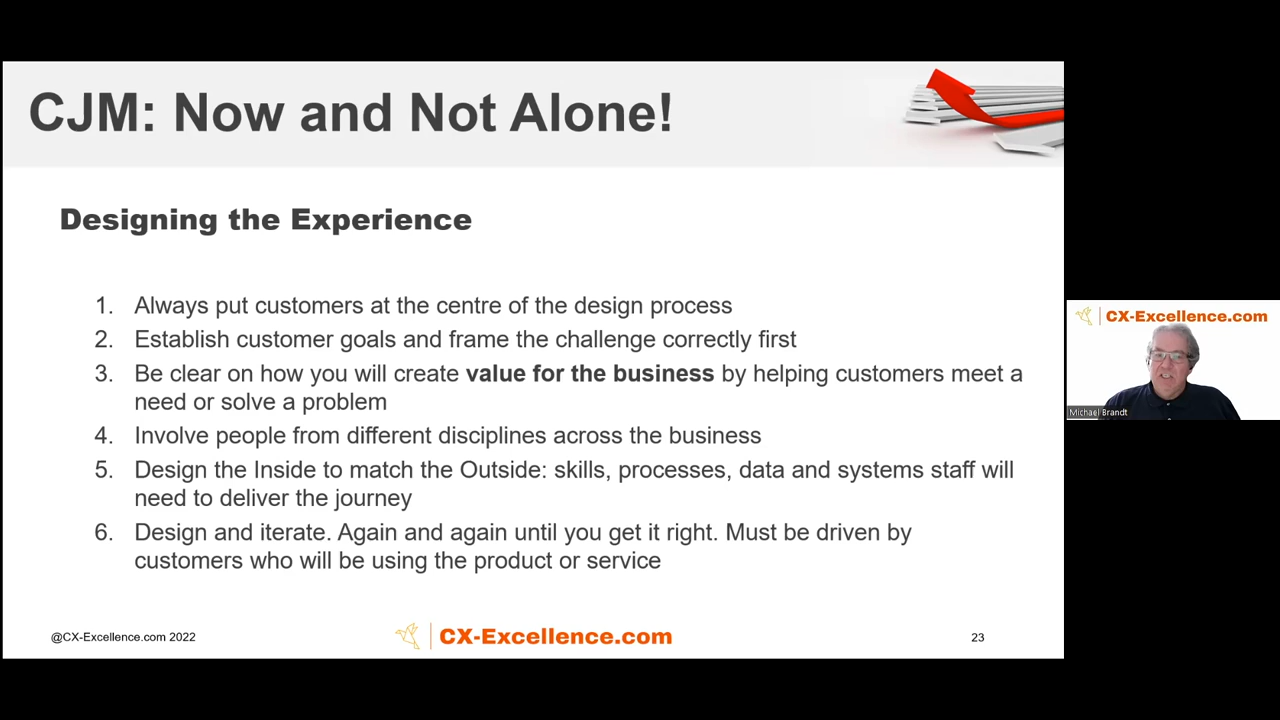 CJM: Now and Not Alone!
Designing the Experience
1. Always put customers at the centre of the design process
2. Establish customer goals and frame the challenge correctly first
3. Be clear on how you will create value for the business by helping customers meet a
need or solve a problem
4. Involve people from different disciplines across the business
5. Design the Inside to match the Outside: skills, processes, data and systems staff will
need to deliver the journey
6. Design and iterate. Again and again until you get it right. Must be driven by
customers who will be using the product or service
@CX-Excellence.com 2022
CX-Excellence.com
23
CX-Excellence.com
Michael Brandt